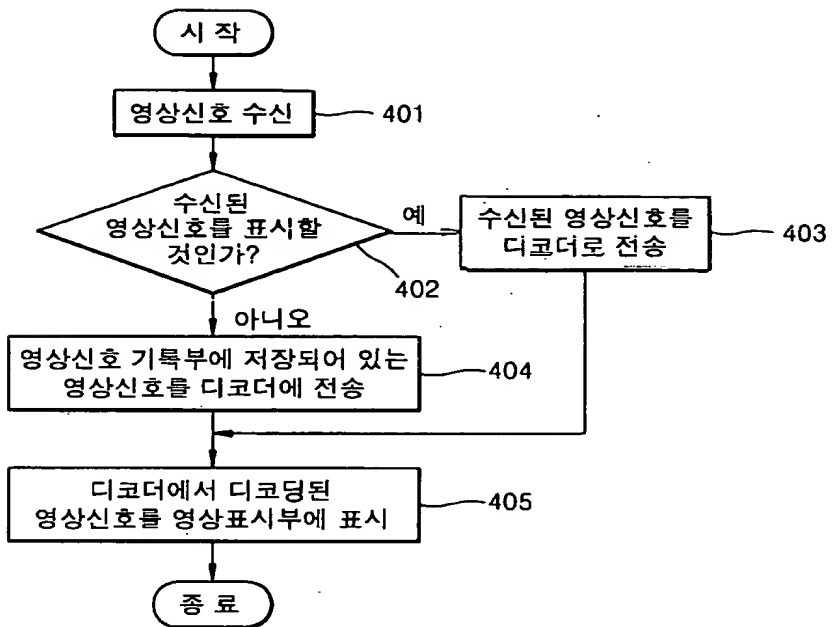 시 작
영상신호 수신
401
수신된
영상신호를 표시할
것인가?
402
예
수신된 영상신호를
디코더로 전송
403
아니오
영상신호 기록부에 저장되어 있는
영상신호를 디코더에 전송
404
디코더에서 디코딩된
영상신호를 영상표시부에 표시
405
종 료